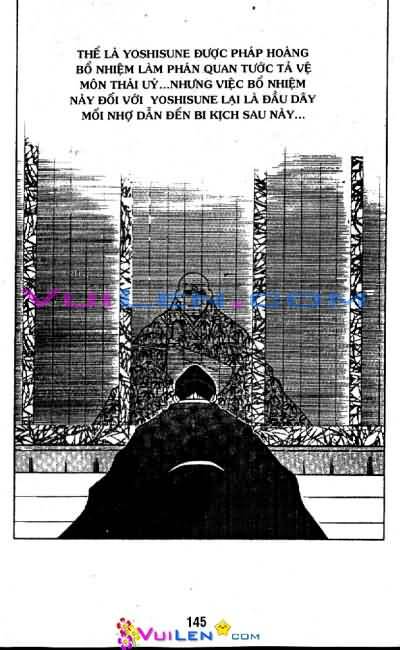 THẾ LÀ YOSHISUNE ĐƯỢC PHÁP HOÀNG
BỔ NHIỆM LÀM PHÁN QUAN TƯỚC TẢ VỆ
MÔN THÁI UÝ...NHƯNG VIỆC BỔ NHIỆM
NÀY ĐỐI VỚI YOSHISUNE LẠI LÀ ĐẦU DÂY
MỐI NHỢ DẪN ĐẾN BI KỊCH SAU NÀY...
VUILEN.COM
145
VUILEN.COM